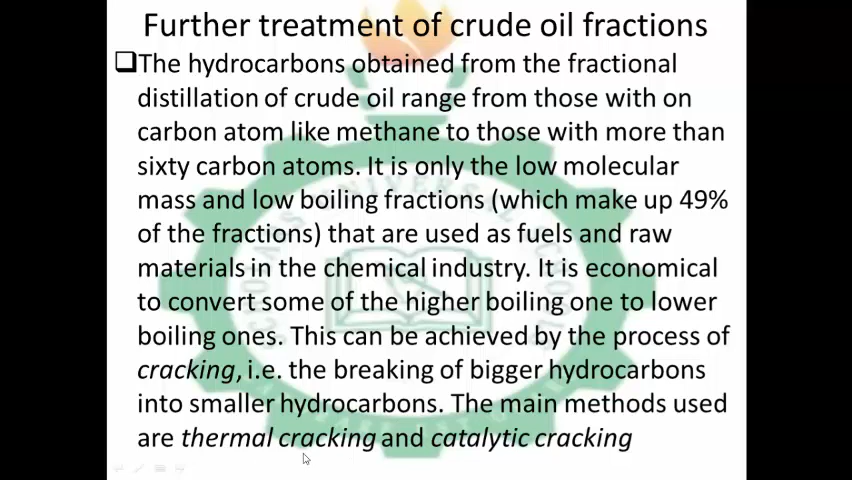 Further treatment of crude oil fractions
❑The hydrocarbons obtained from the fractional
distillation of crude oil range from those with on
carbon atom like methane to those with more than
sixty carbon atoms. It is only the low molecular
mass and low boiling fractions (which make up 49%
of the fractions) that are used as fuels and raw
materials in the chemical industry. It is economical
to convert some of the higher boiling one to lower
boiling ones. This can be achieved by the process of
cracking, i.e. the breaking of bigger hydrocarbons
into smaller hydrocarbons. The main methods used
are thermal cracking and catalytic cracking